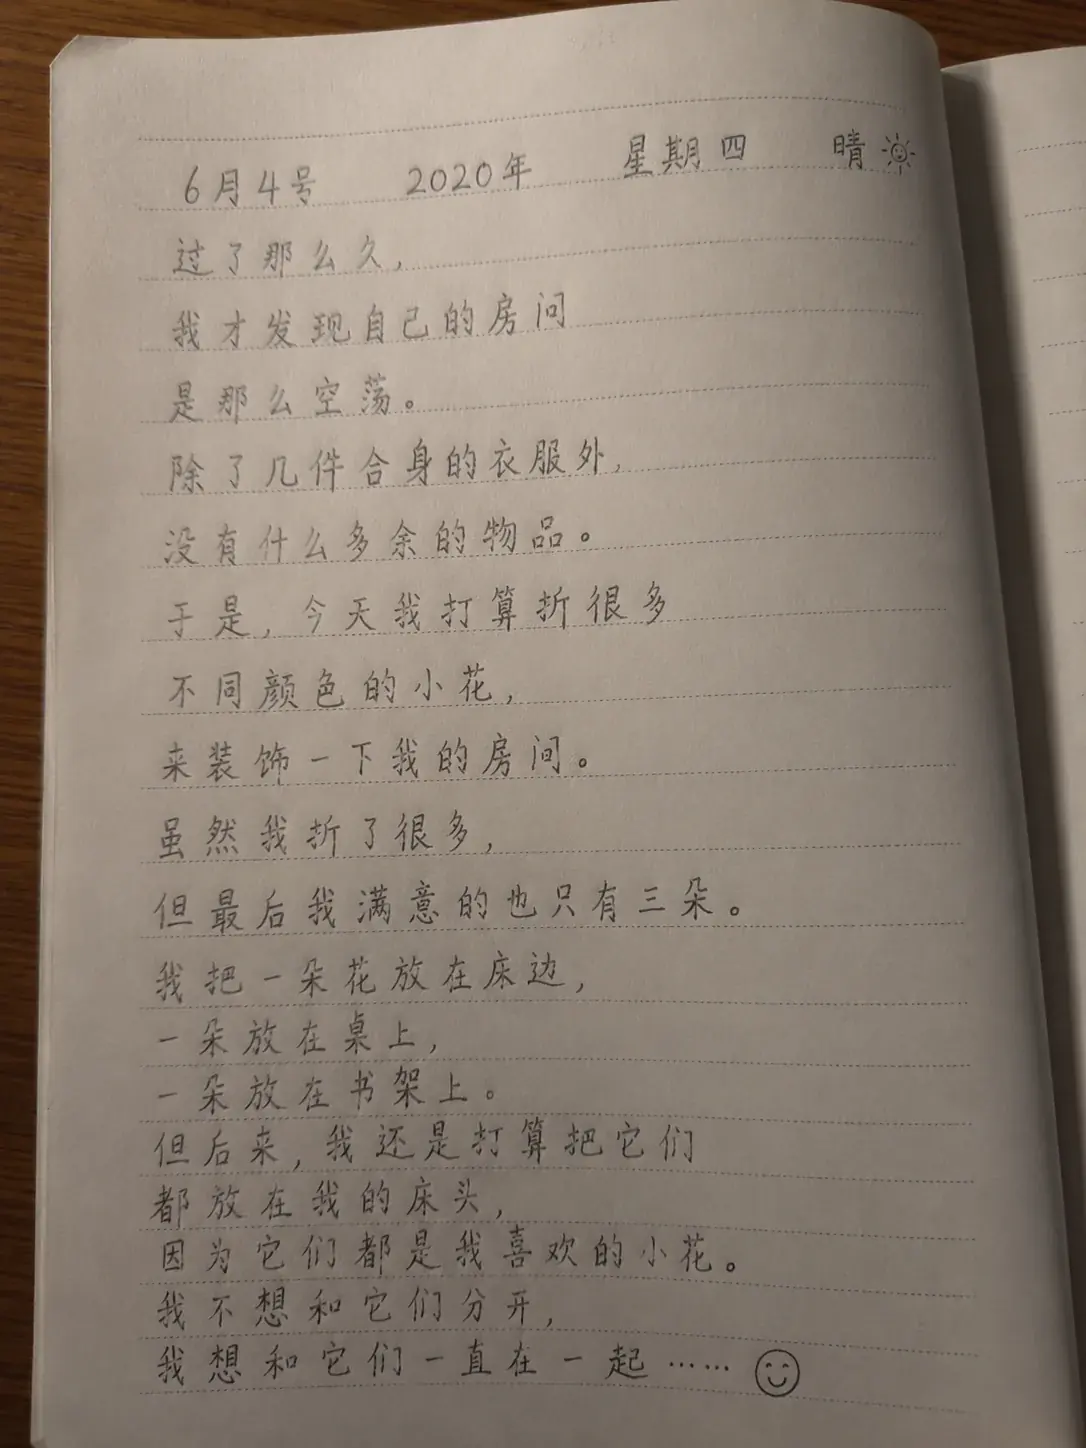 6月4号 2020年 星期四 晴
过了那么久,
我才发现自己的房间
是那么空荡。
除了几件合身的衣服外,
没有什么多余的物品。
于是,今天我打算折很多
不同颜色的小花,
来装饰一下我的房间。
虽然我折了很多,
但最后我满意的也只有三朵。
我把一朵花放在床边,
一朵放在桌上,
一朵放在书架上。
但后来,我还是打算把它们
都放在我的床头,
因为它们都是我喜欢的小花。
我不想和它们分开,
我想和它们一直在一起……